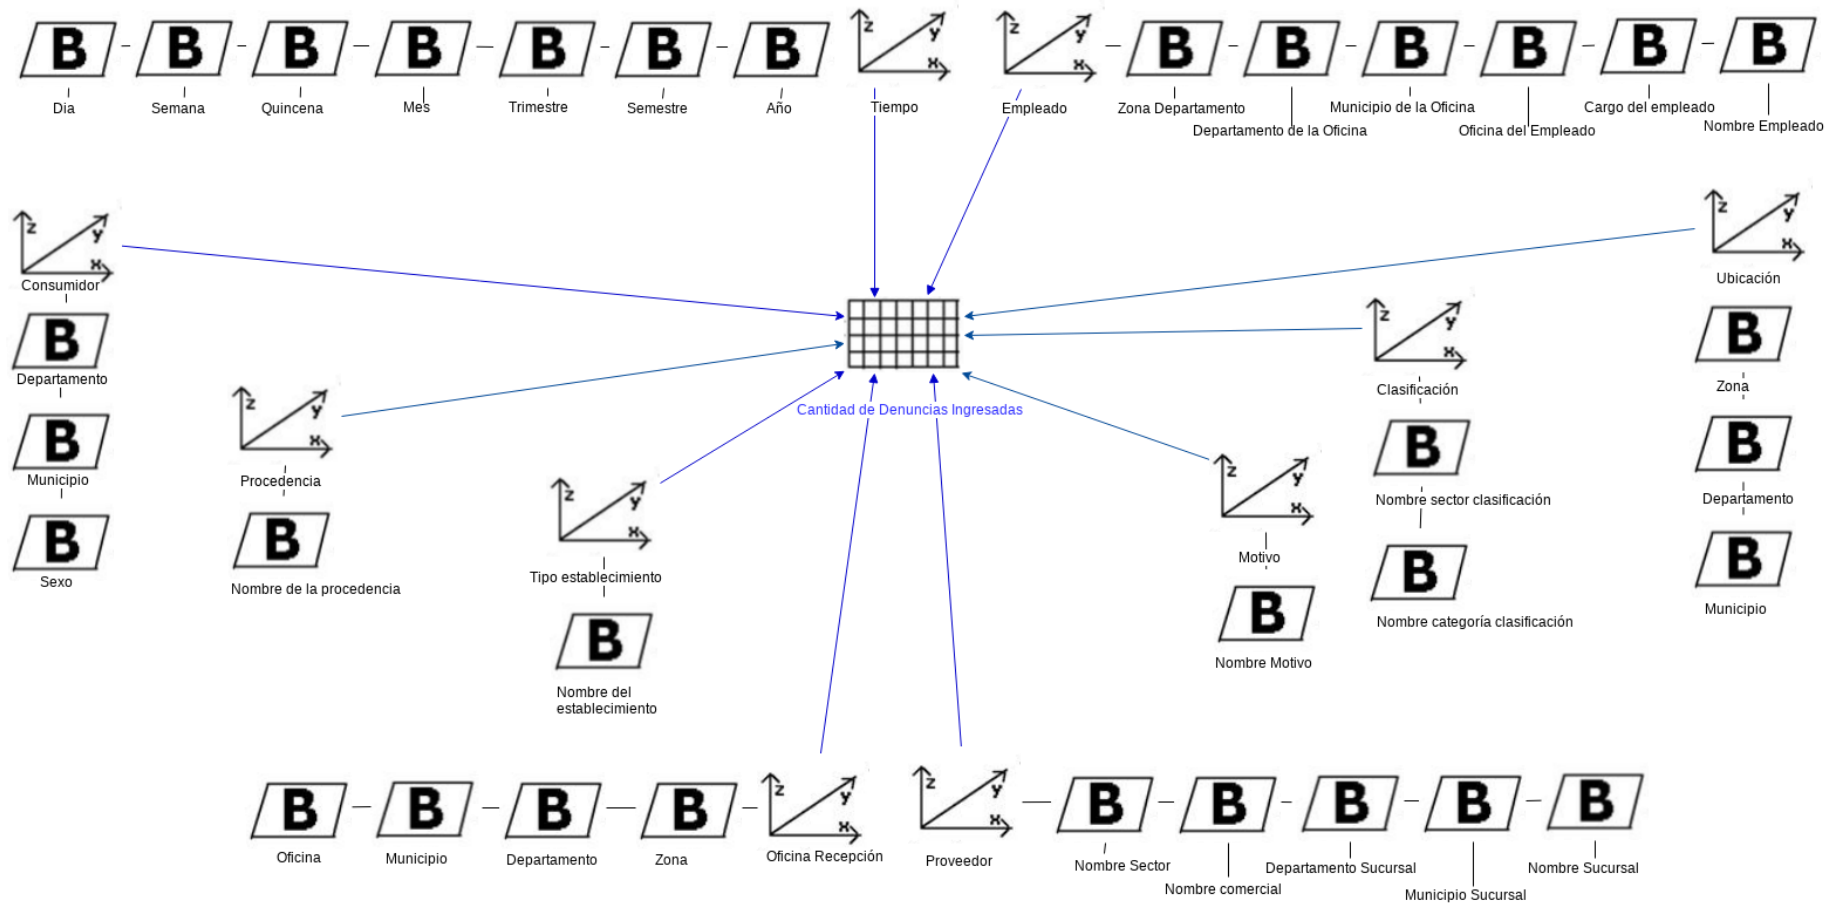 B B B B B B B z y x z y x B B B B B B
Dia Semana Quincena Mes Trimestre Semestre Año Tiempo Empleado Zona Departamento Municipio de la Oficina Cargo del empleado
Departamento de la Oficina Oficina del Empleado Nombre Empleado
z y x
Consumidor
B
Departamento
B
Municipio
B
Sexo
z y x
Procedencia
B
Nombre de la procedencia
z y x
Tipo establecimiento
B
Nombre del
establecimiento
Cantidad de Denuncias Ingresadas
z y x
Motivo
B
Nombre Motivo
z y x
Clasificación
B
Nombre sector clasificación
B
Nombre categoría clasificación
z y x
Ubicación
B
Zona
B
Departamento
B
Municipio
B B B B z y x z y x B B B B B
Oficina Municipio Departamento Zona Oficina Recepción Proveedor Nombre Sector Departamento Sucursal Nombre Sucursal
Nombre comercial Municipio Sucursal